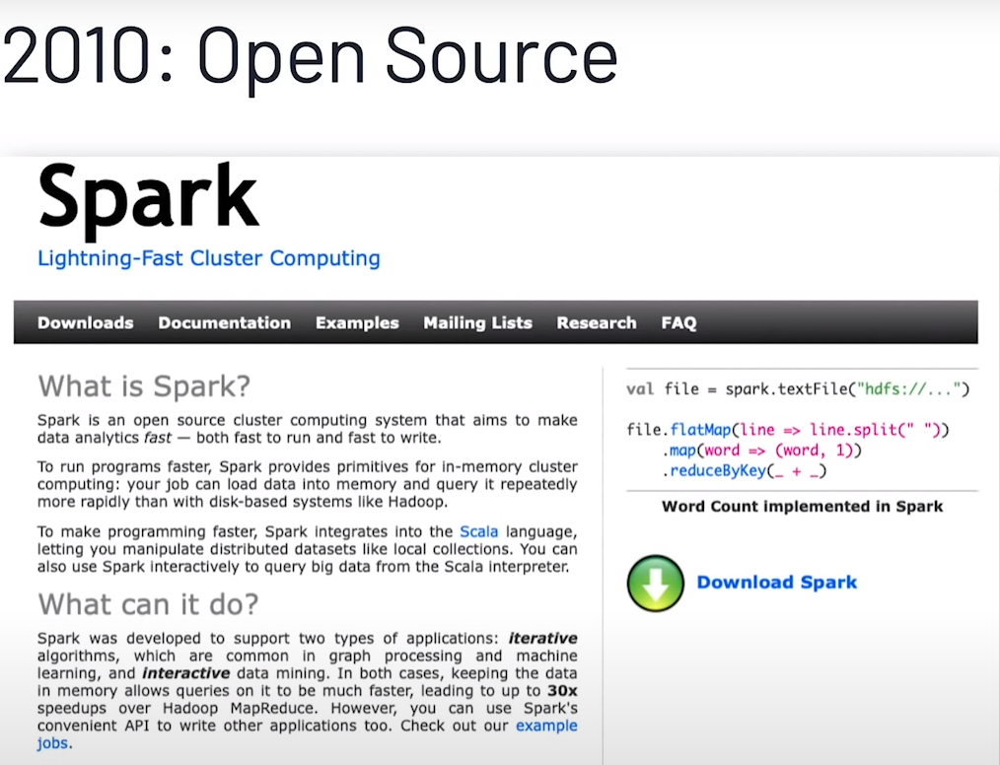 2010: Open Source
Spark
Lightning-Fast Cluster Computing
Downloads Documentation Examples Mailing Lists Research FAQ
What is Spark?
Spark is an open source cluster computing system that aims to make
data analytics fast — both fast to run and fast to write.
To run programs faster, Spark provides primitives for in-memory cluster
computing: your job can load data into memory and query it repeatedly
more rapidly than with disk-based systems like Hadoop.
To make programming faster, Spark integrates into the Scala language,
letting you manipulate distributed datasets like local collections. You can
also use Spark interactively to query big data from the Scala interpreter.
What can it do?
Spark was developed to support two types of applications: iterative
algorithms, which are common in graph processing and machine
learning, and interactive data mining. In both cases, keeping the data
in memory allows queries on it to be much faster, leading to up to 30x
speedups over Hadoop MapReduce. However, you can use Spark's
convenient API to write other applications too. Check out our example
jobs.
val file = spark.textFile("hdfs://...")
file.flatMap(line => line.split(" "))
.map(word => (word, 1))
.reduceByKey(_ + _)
Word Count implemented in Spark
Download Spark